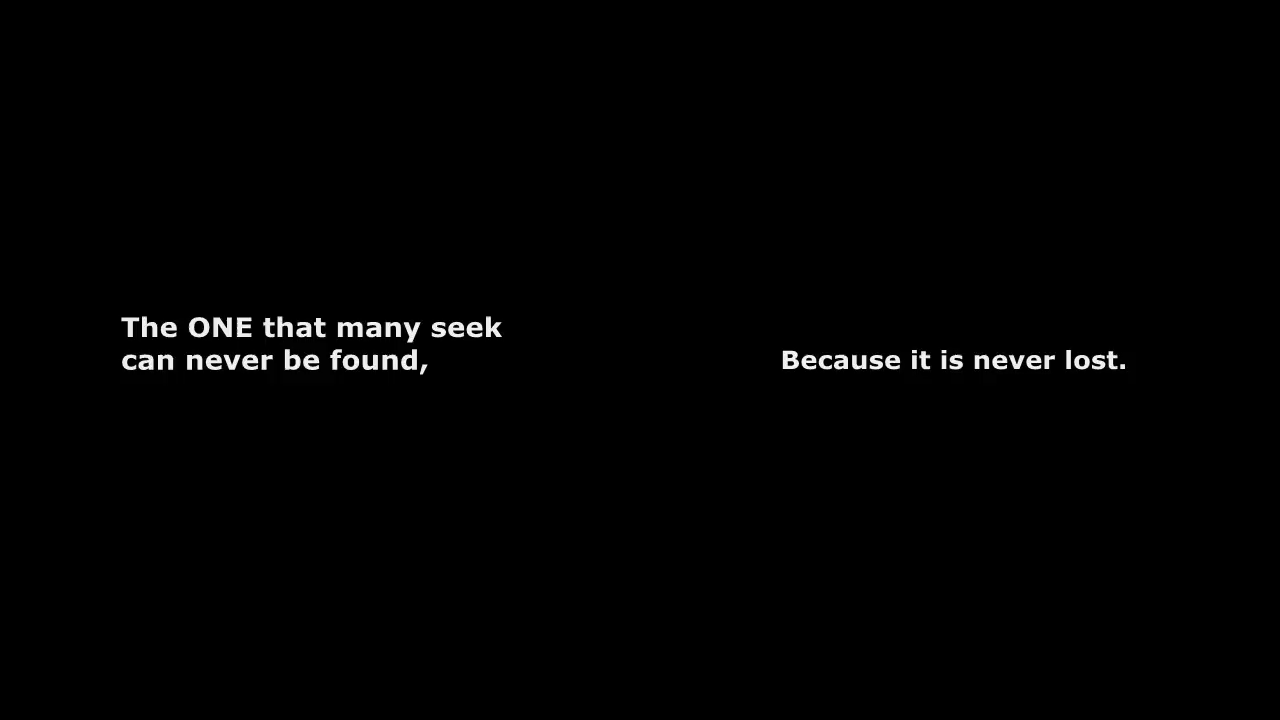 The ONE that many seek
can never be found,
Because it is never lost.